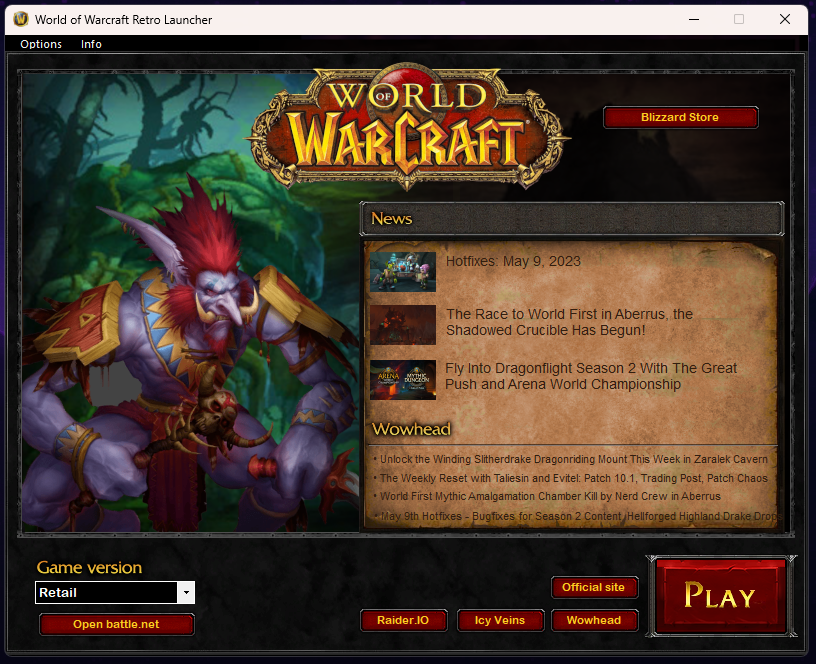 World of Warcraft Retro Launcher
Options Info
WORLD
OF
WARCRAFT
Blizzard Store
News
Hotfixes: May 9, 2023
The Race to World First in Aberrus, the
Shadowed Crucible Has Begun!
ARENA
MYTHIC
DUNGEON
Fly Into Dragonflight Season 2 With The Great
Push and Arena World Championship
Wowhead
• Unlock the Winding Slitherdrake Dragonriding Mount This Week in Zaralek Cavern
• The Weekly Reset with Taliesin and Evitel: Patch 10.1, Trading Post, Patch Chaos
• World First Mythic Amalgamation Chamber Kill by Nerd Crew in Aberrus
• May 9th Hotfixes - Bugfixes for Season 2 Content, Hellforged Highland Drake Drop
Game version
Retail
Open battle.net
Official site
Raider.IO
Icy Veins
Wowhead
PLAY